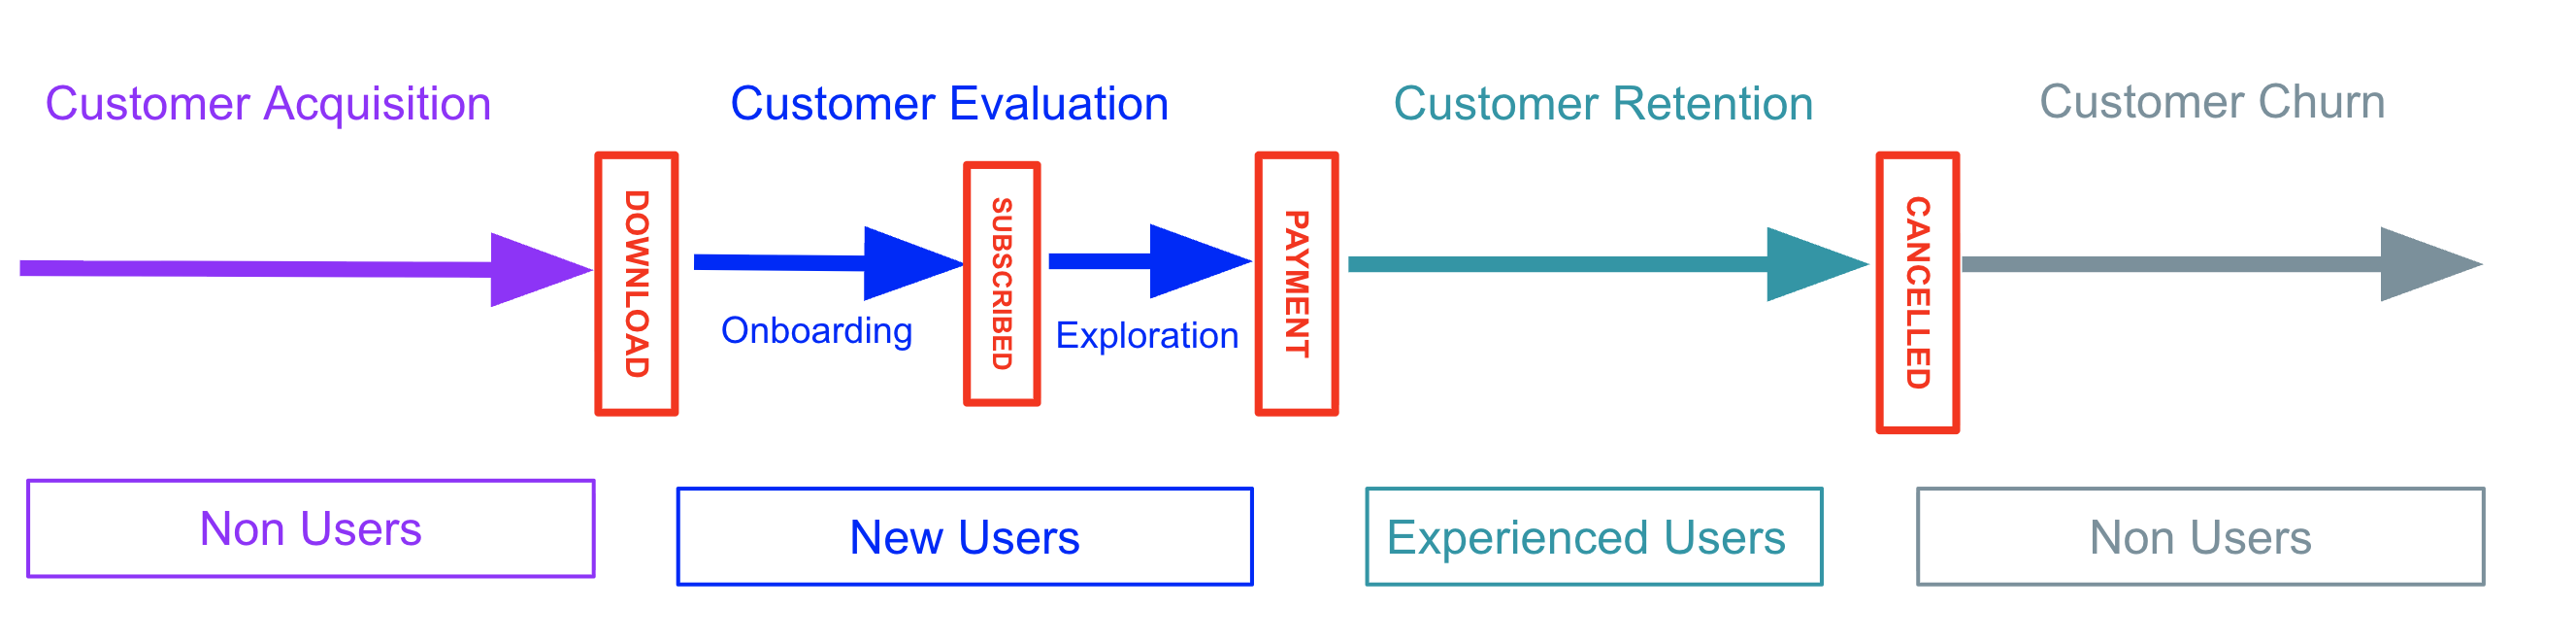 Customer Acquisition
Customer Evaluation
Customer Retention
Customer Churn
DOWNLOAD
SUBSCRIBED
PAYMENT
CANCELLED
Onboarding
Exploration
Non Users
New Users
Experienced Users
Non Users